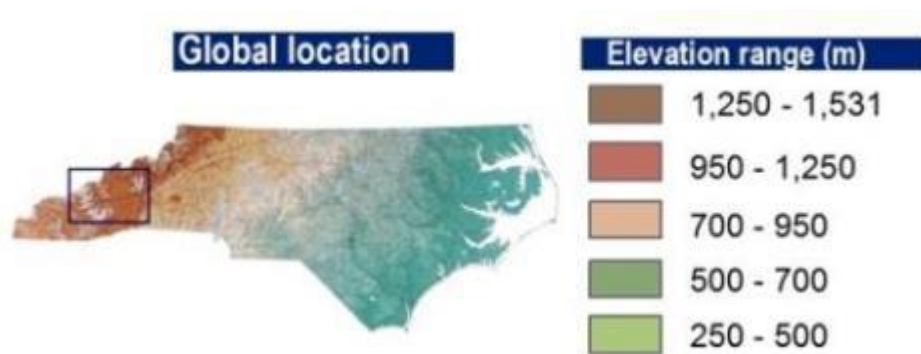 Global location
Elevation range (m)
1,250 - 1,531
950 - 1,250
700 - 950
500 - 700
250 - 500